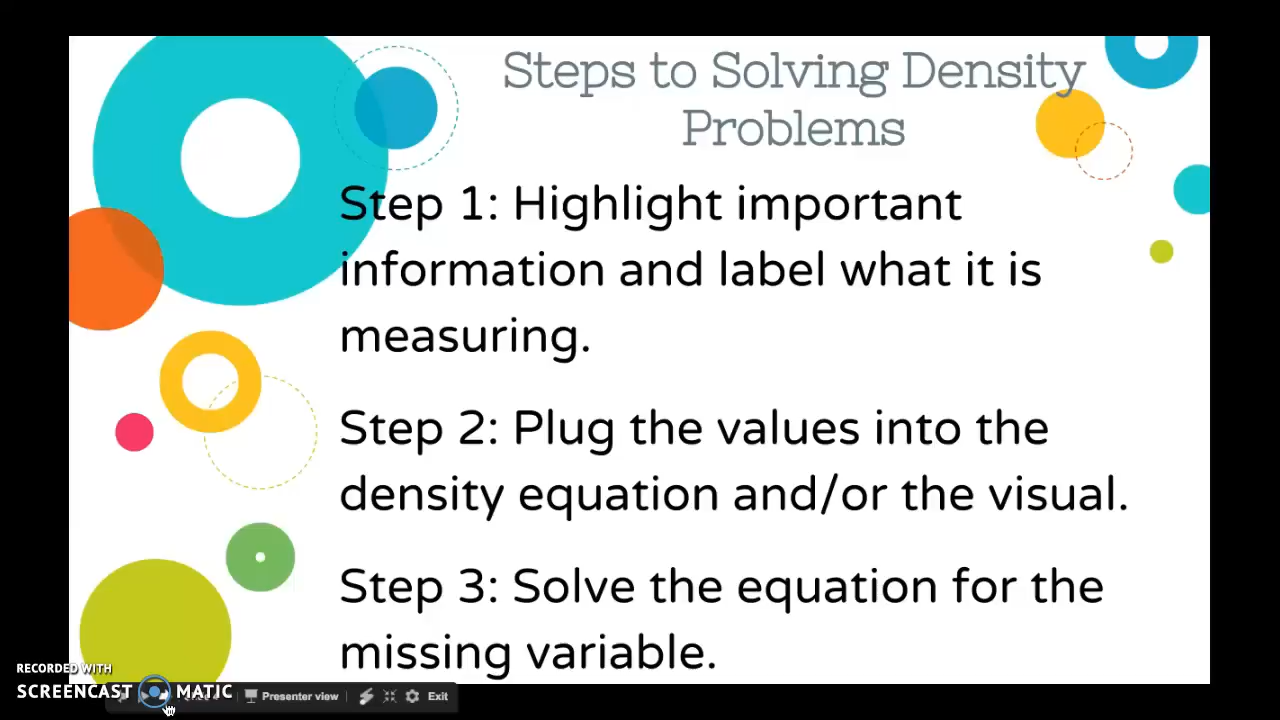 Steps to Solving Density
Problems
Step 1: Highlight important
information and label what it is
measuring.
Step 2: Plug the values into the
density equation and/or the visual.
Step 3: Solve the equation for the
missing variable.
RECORDED WITH
SCREENCAST MATIC
Presenter view
Exit